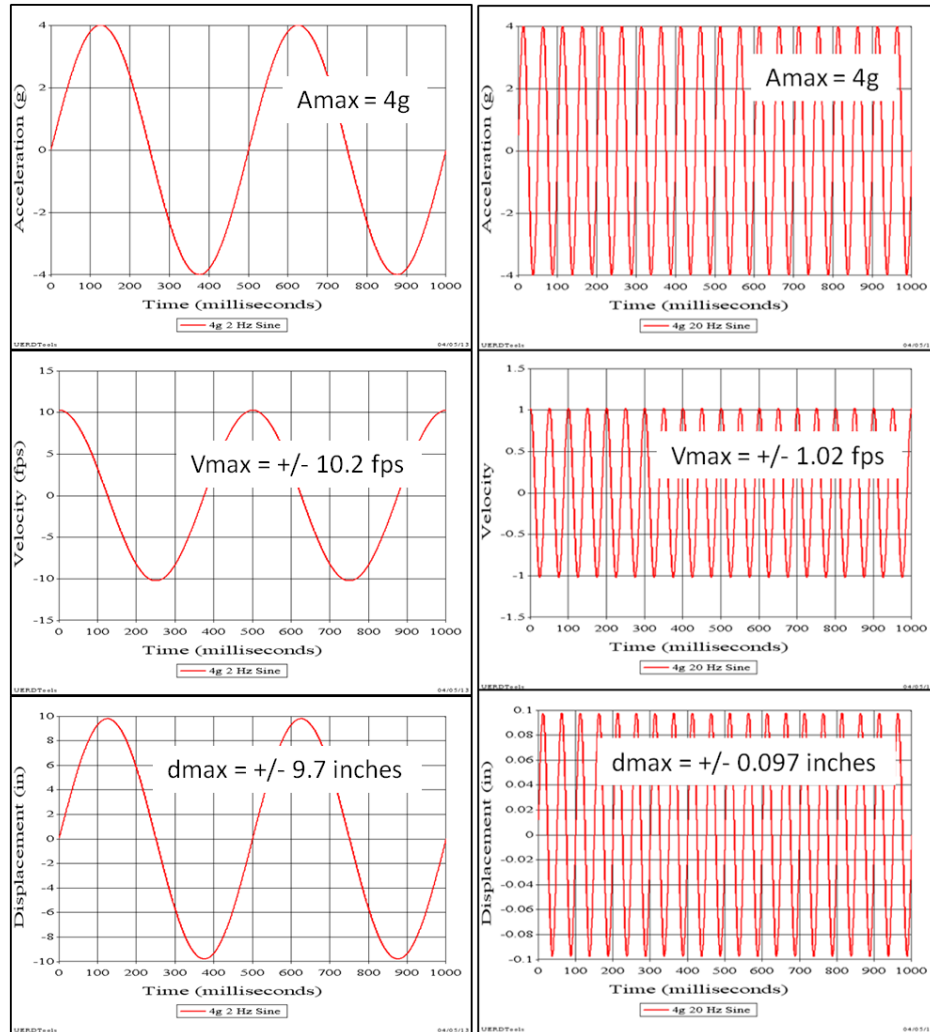 Acceleration (g)
4
2
0
-2
-4
Amax = 4g
0 100 200 300 400 500 600 700 800 900 1000
Time (milliseconds)
4g 2 Hz Sine
UERDTools
04/05/13
Acceleration (g)
4
2
0
-2
-4
Amax = 4g
0 100 200 300 400 500 600 700 800 900 1000
Time (milliseconds)
4g 20 Hz Sine
UERDTools
04/05/1
Velocity (fps)
15
10
5
0
-5
-10
-15
Vmax = +/- 10.2 fps
0 100 200 300 400 500 600 700 800 900 1000
Time (milliseconds)
4g 2 Hz Sine
UERDTools
04/05/13
Velocity
1.5
1
0.5
0
-0.5
-1
-1.5
Vmax = +/- 1.02 fps
0 100 200 300 400 500 600 700 800 900 1000
Time (milliseconds)
4g 20 Hz Sine
UERDTools
04/05/1
Displacement (in)
10
8
6
4
2
0
-2
-4
-6
-8
-10
dmax = +/- 9.7 inches
0 100 200 300 400 500 600 700 800 900 1000
Time (milliseconds)
4g 2 Hz Sine
UERDTools
04/05/13
Displacement (in)
0.1
0.08
0.06
0.04
0.02
0
-0.02
-0.04
-0.06
-0.08
-0.1
dmax = +/- 0.097 inches
0 100 200 300 400 500 600 700 800 900 1000
Time (milliseconds)
4g 20 Hz Sine
UERDTools
04/05/1